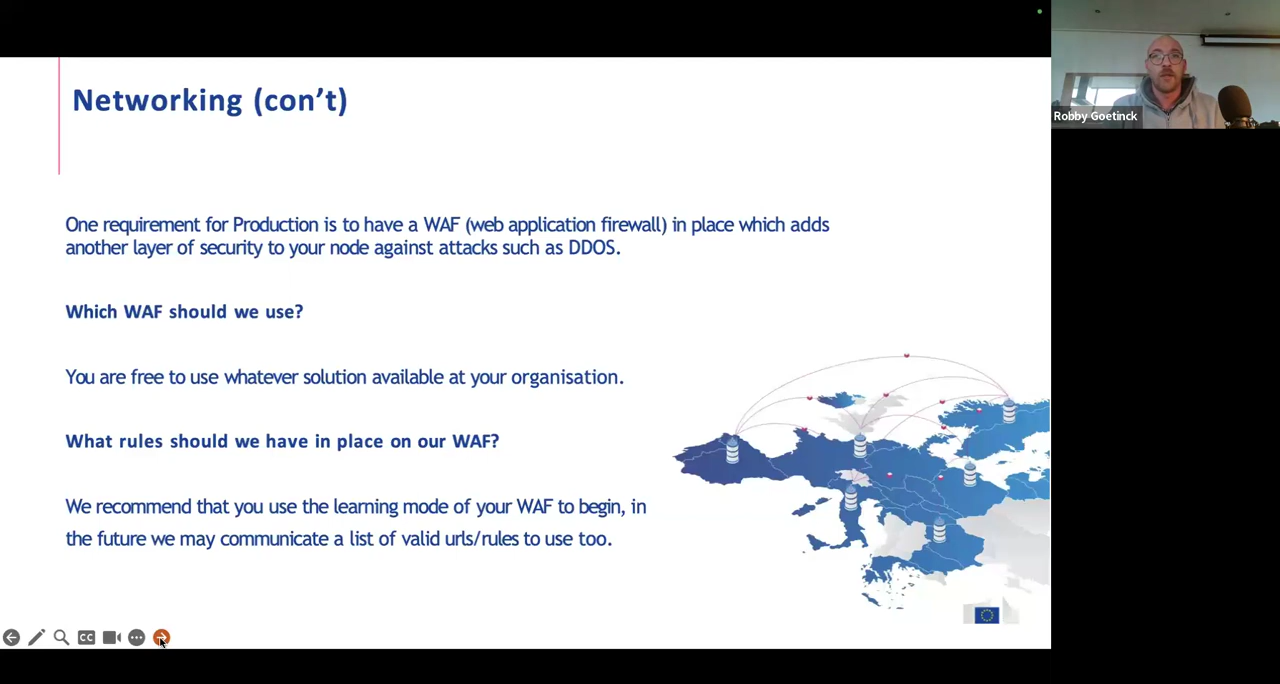 Networking (con't)
One requirement for Production is to have a WAF (web application firewall) in place which adds
another layer of security to your node against attacks such as DDOS.
Which WAF should we use?
You are free to use whatever solution available at your organisation.
What rules should we have in place on our WAF?
We recommend that you use the learning mode of your WAF to begin, in
the future we may communicate a list of valid urls/rules to use too.
CC
Robby Goetinck